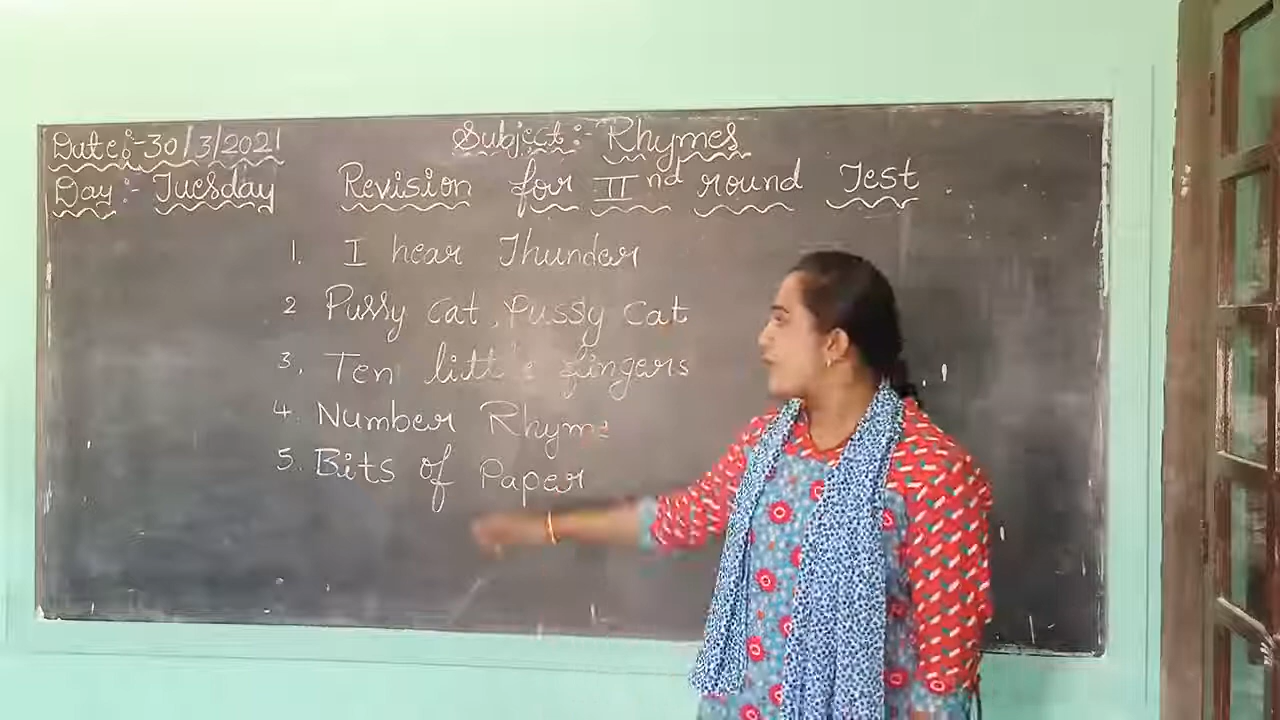 Date:-30/3/2021
Subject:- Rhymes
Day:- Tuesday
Revision for IInd round Test.
1. I hear Thunder
2 Pussy cat, Pussy cat
3. Ten little fingers
4. Number Rhyme
5. Bits of Paper